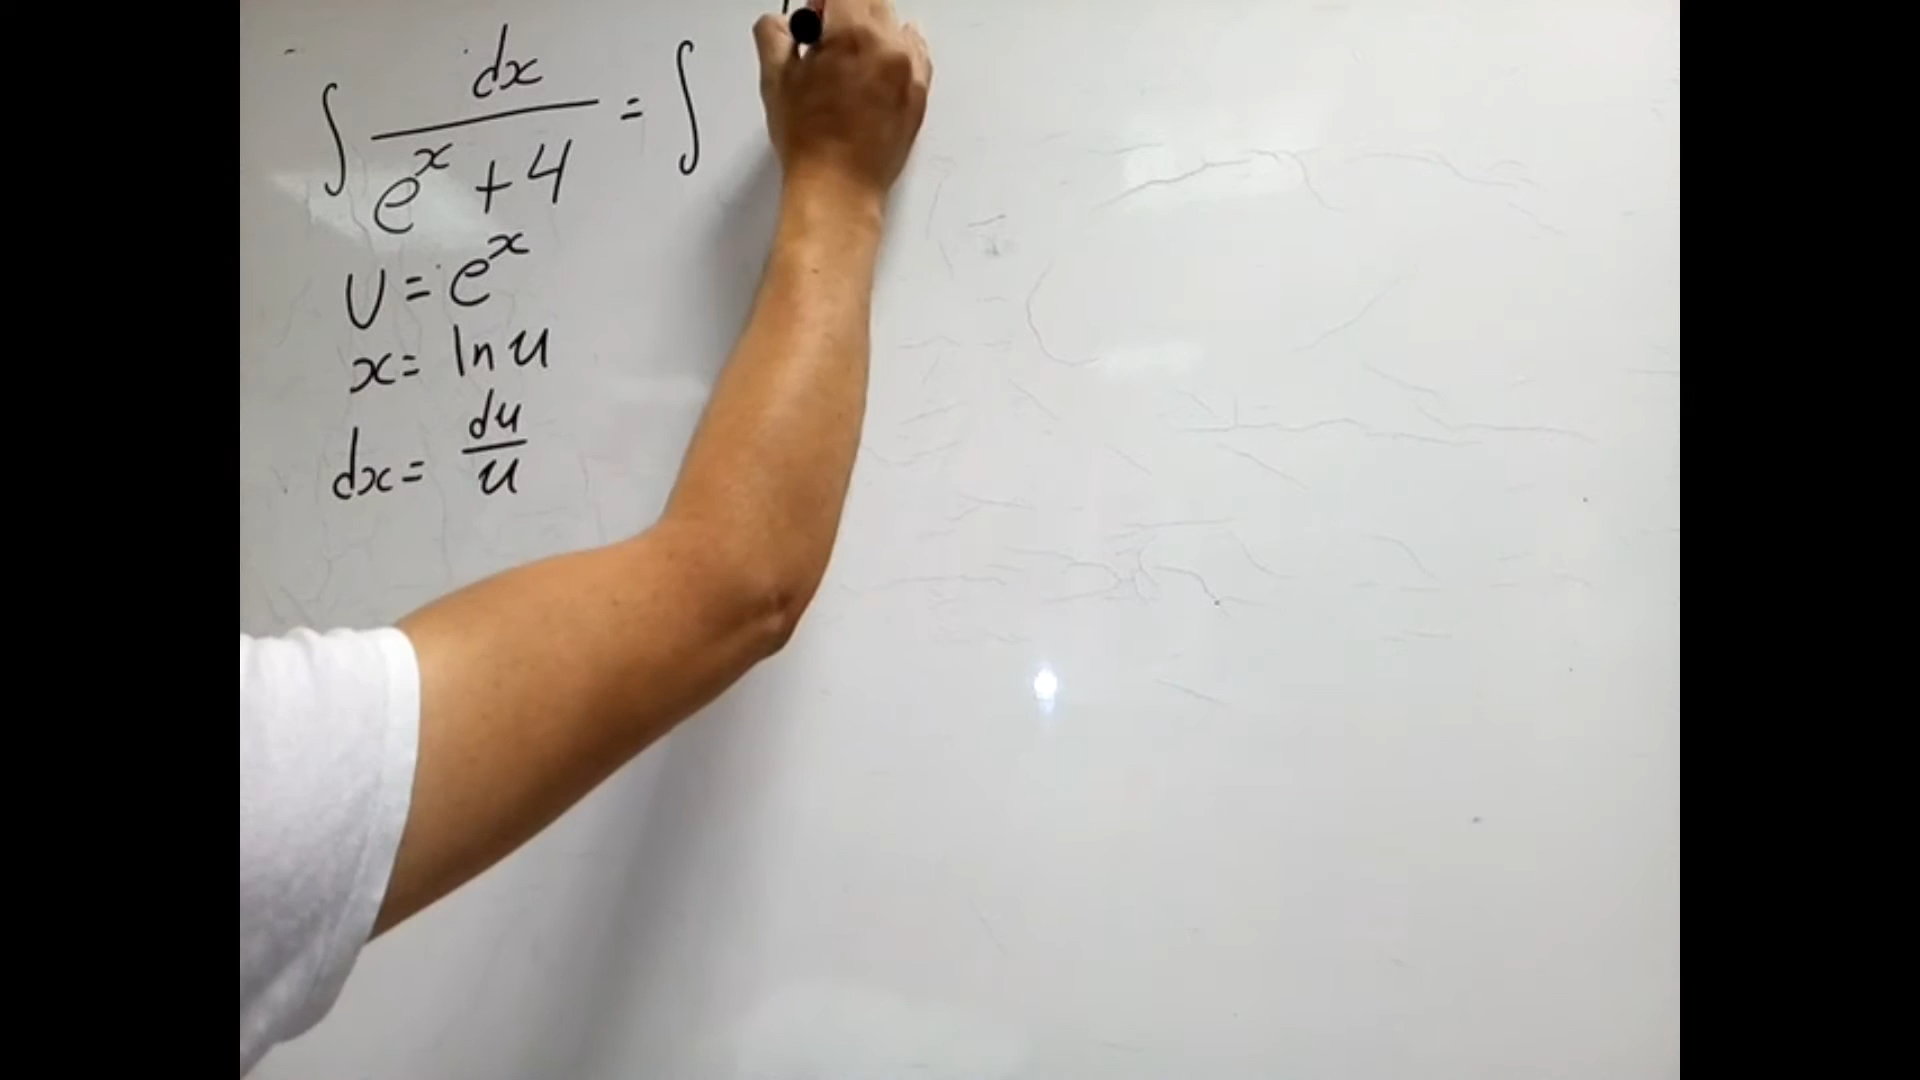 ∫ dx / (e^x + 4) = ∫
U = e^x
x = ln u
dx = du / u